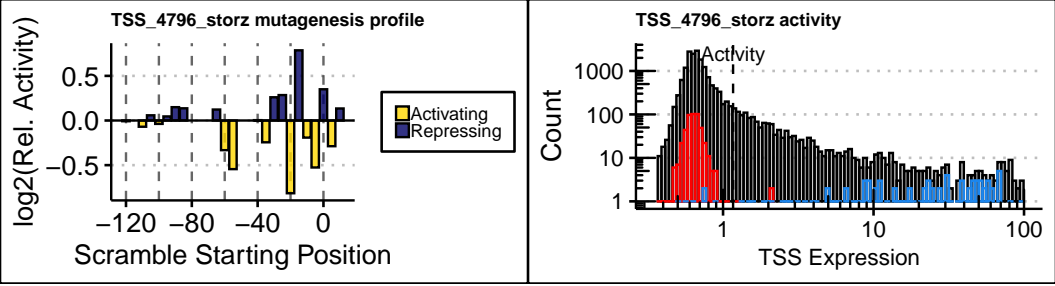 TSS_4796_storz mutagenesis profile
log2(Rel. Activity)
0.5
0.0
−0.5
−120 −80 −40 0
Scramble Starting Position
Activating
Repressing
TSS_4796_storz activity
Activity
Count
1000
100
10
1
1 10 100
TSS Expression